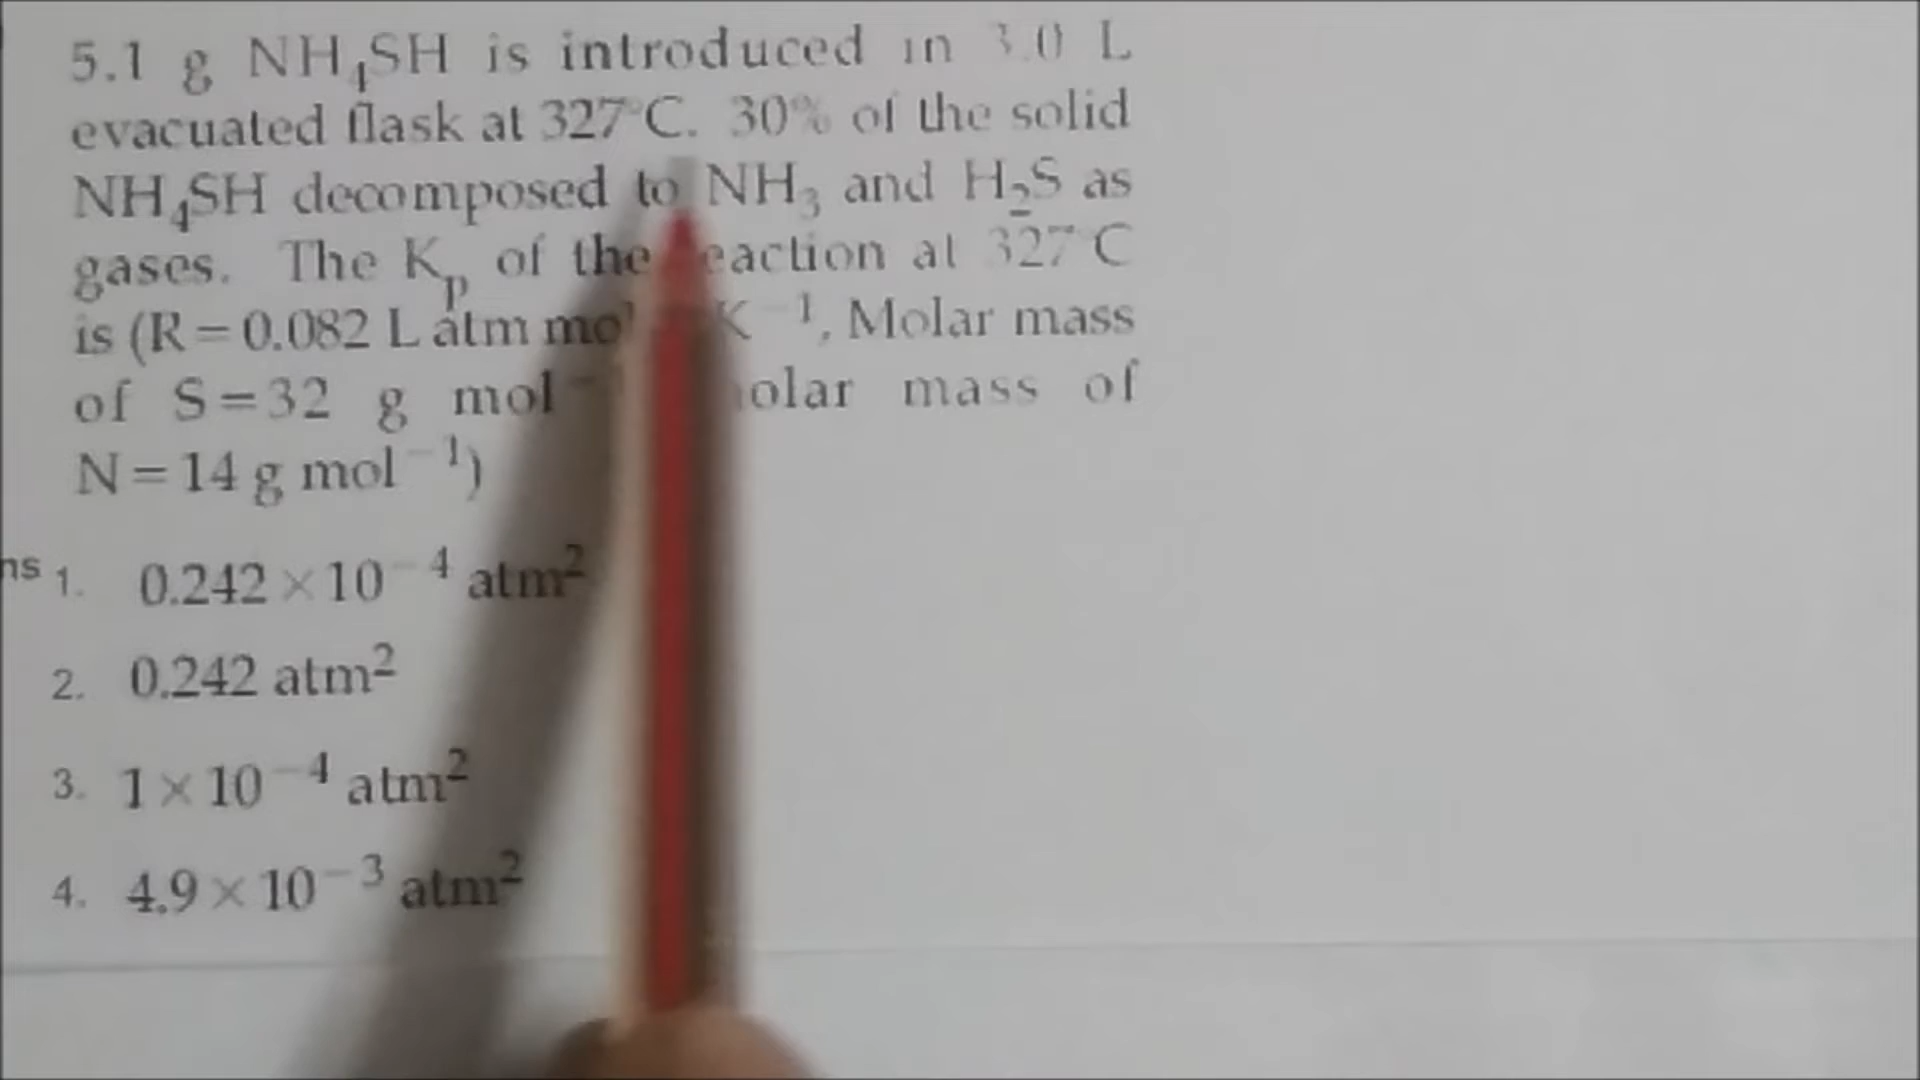 5.1 g NH₄SH is introduced in 3.0 L
evacuated flask at 327°C. 30% of the solid
NH₄SH decomposed to NH₃ and H₂S as
gases. The Kp of the reaction at 327°C
is (R = 0.082 L atm mol K⁻¹, Molar mass
of S = 32 g mol⁻ olar mass of
N = 14 g mol⁻¹)
ns 1. 0.242 × 10⁻⁴ atm²
2. 0.242 atm²
3. 1 × 10⁻⁴ atm²
4. 4.9 × 10⁻³ atm²